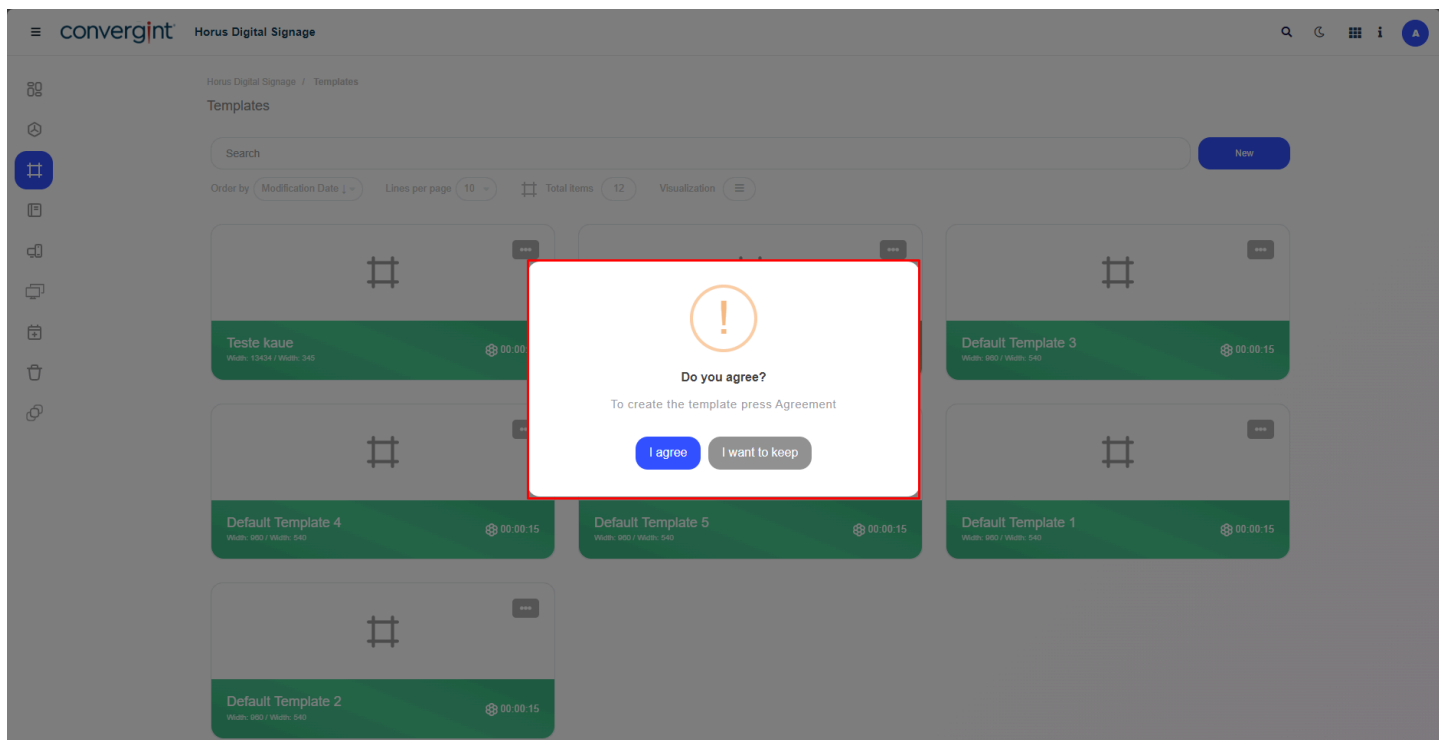 convergint Horus Digital Signage i A
Horus Digital Signage / Templates
Templates
Search New
Order by Modification Date ↓ Lines per page 10 Total items 12 Visualization
Teste kaue 00:00
Width: 13434 / Width: 345
Default Template 3 00:00:15
Width: 960 / Width: 540
!
Do you agree?
To create the template press Agreement
I agree I want to keep
Default Template 4 00:00:15
Width: 960 / Width: 540
Default Template 5 00:00:15
Width: 960 / Width: 540
Default Template 1 00:00:15
Width: 960 / Width: 540
Default Template 2 00:00:15
Width: 960 / Width: 540